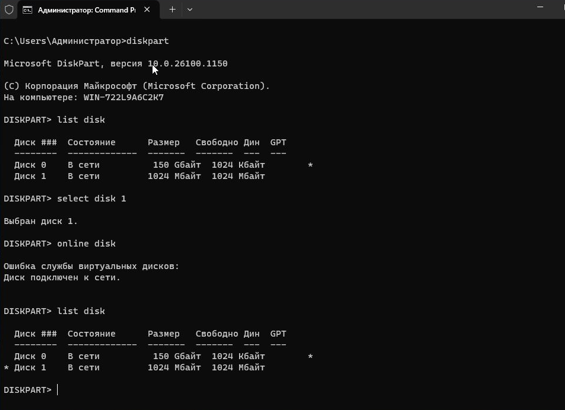 Администратор: Command Pr
C:\Users\Администратор>diskpart
Microsoft DiskPart, версия 10.0.26100.1150
(C) Корпорация Майкрософт (Microsoft Corporation).
На компьютере: WIN-722L9A6C2K7
DISKPART> list disk
Диск ### Состояние Размер Свободно Дин GPT
-------- ------------- ------- ------- --- ---
Диск 0 В сети 150 Gбайт 1024 Kбайт *
Диск 1 В сети 1024 Mбайт 1024 Mбайт
DISKPART> select disk 1
Выбран диск 1.
DISKPART> online disk
Ошибка службы виртуальных дисков:
Диск подключен к сети.
DISKPART> list disk
Диск ### Состояние Размер Свободно Дин GPT
-------- ------------- ------- ------- --- ---
Диск 0 В сети 150 Gбайт 1024 Kбайт *
* Диск 1 В сети 1024 Mбайт 1024 Mбайт
DISKPART>